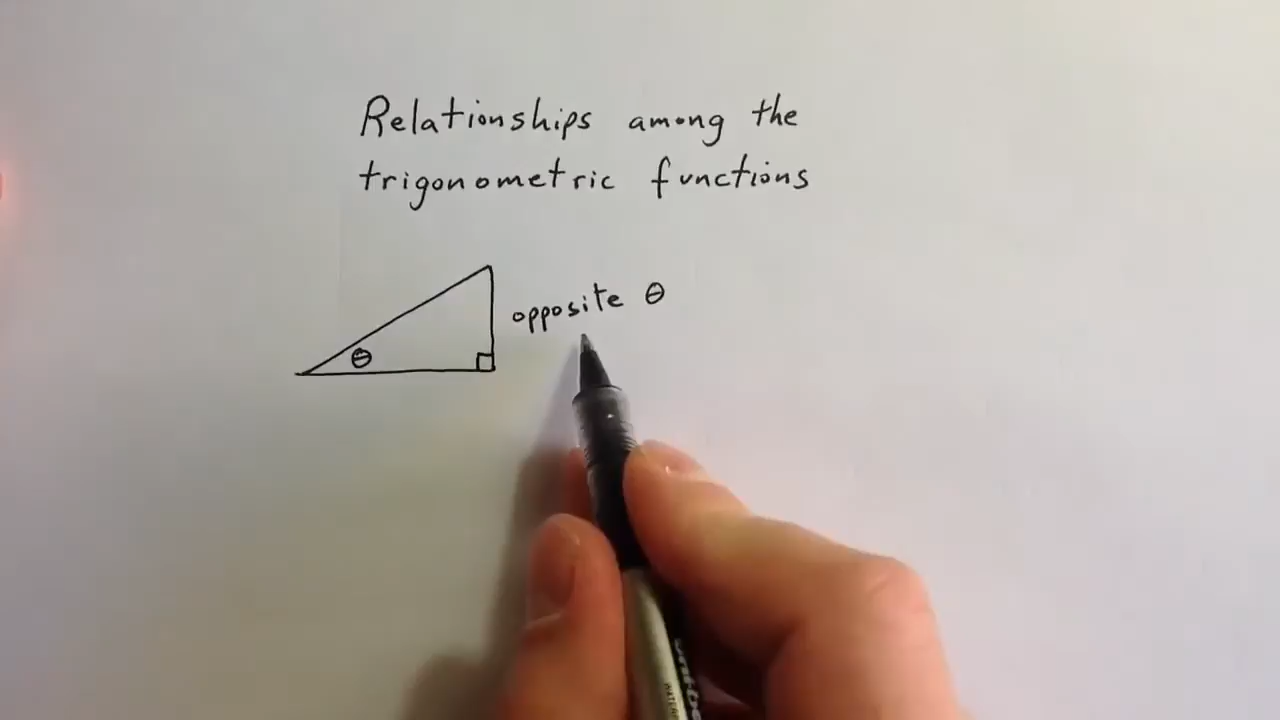 Relationships among the
trigonometric functions
opposite θ
θ